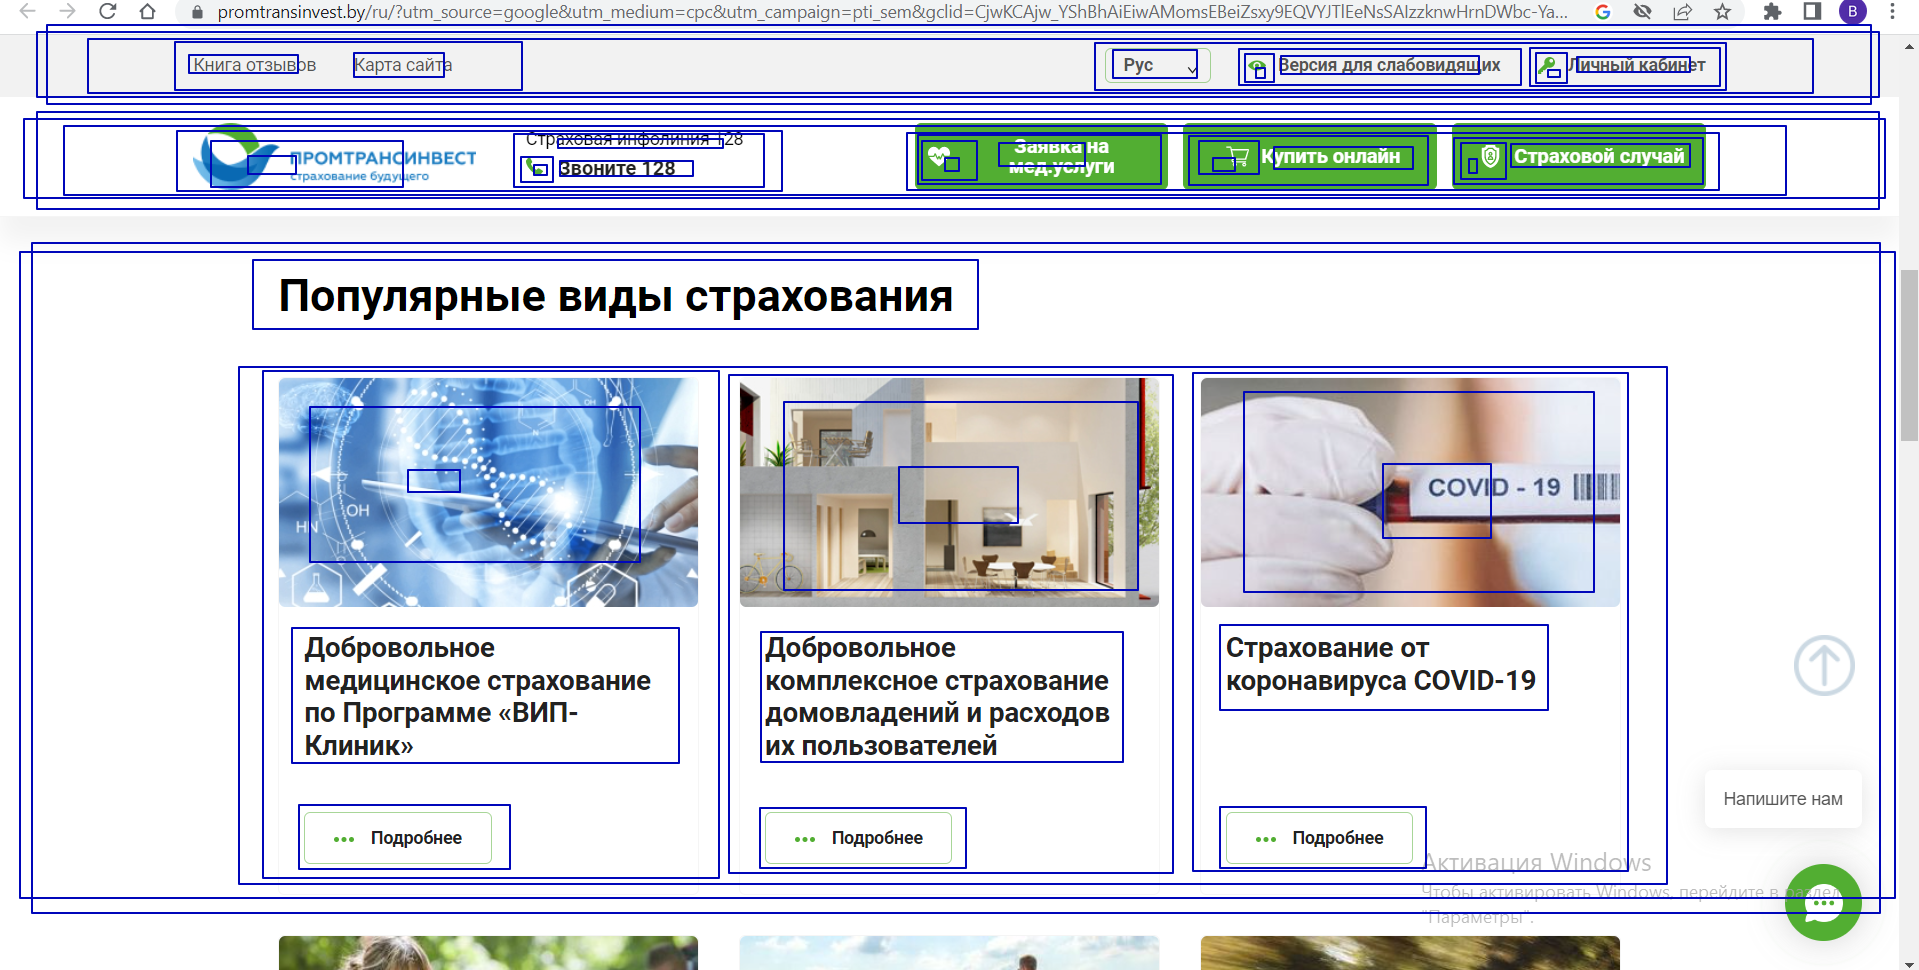 promtransinvest.by/ru/?utm_source=google&utm_medium=cpc&utm_campaign=pti_sem&gclid=CjwKCAjw_YShBhAiEiwAMomsEBeiZsxy9EQVYJTlEeNsSAIzzknwHrnDWbc-Ya...
B
Книга отзывов
Карта сайта
Рус
Версия для слабовидящих
Личный кабинет
ПРОМТРАНСИНВЕСТ
страхование будущего
Страховая инфолиния 128
Звоните 128
Заявка на
мед.услуги
Купить онлайн
Страховой случай
Популярные виды страхования
OH
HN
OH
COVID - 19
Добровольное
медицинское страхование
по Программе «ВИП-
Клиник»
Добровольное
комплексное страхование
домовладений и расходов
их пользователей
Страхование от
коронавируса COVID-19
Подробнее
Подробнее
Подробнее
Напишите нам
Активация Windows
Чтобы активировать Windows, перейдите в раздел
"Параметры".